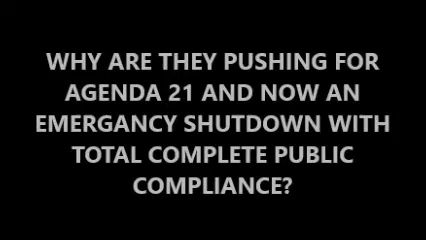 WHY ARE THEY PUSHING FOR
AGENDA 21 AND NOW AN
EMERGANCY SHUTDOWN WITH
TOTAL COMPLETE PUBLIC
COMPLIANCE?